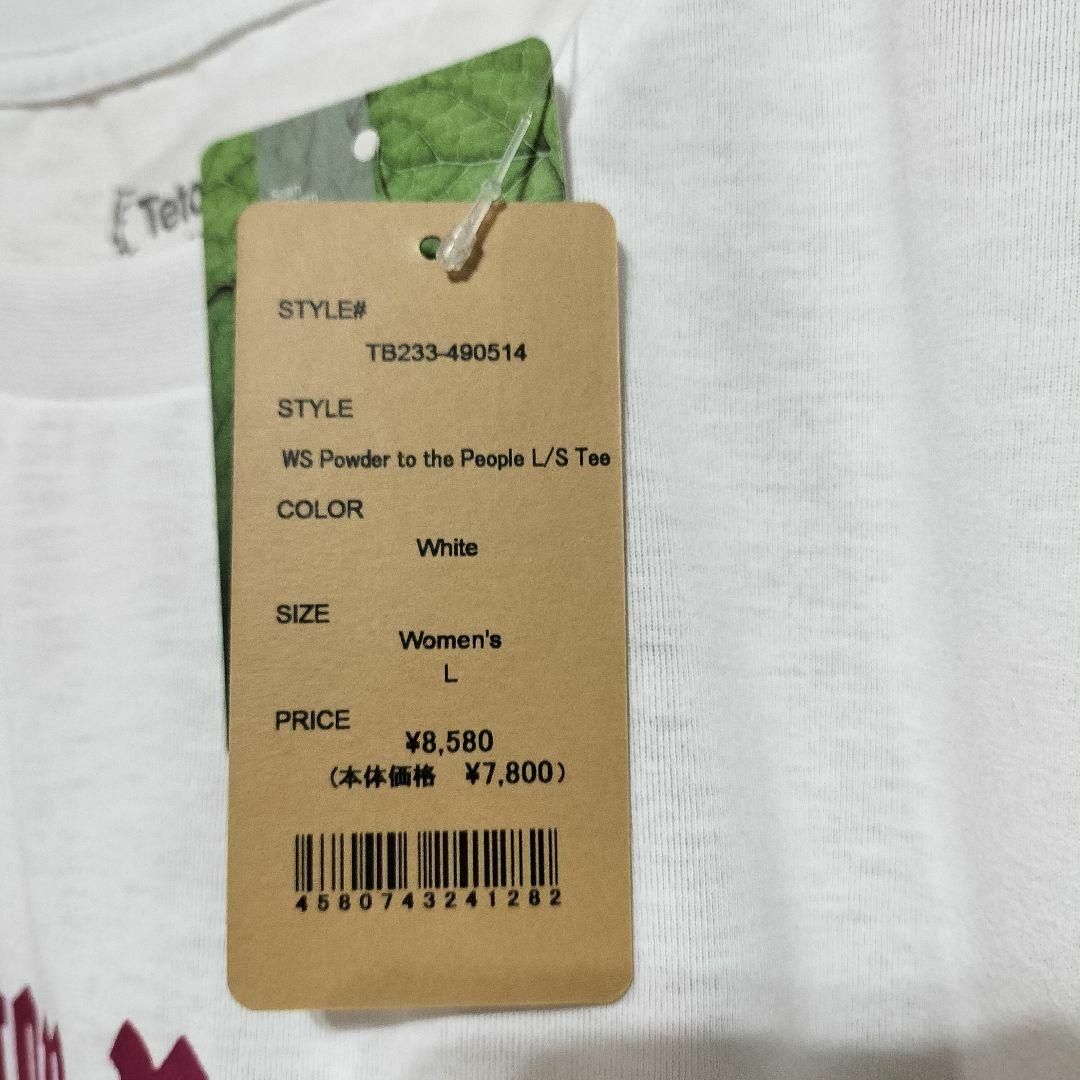 Teto
STYLE#
TB233-490514
STYLE
WS Powder to the People L/S Tee
COLOR
White
SIZE
Women's
L
PRICE
¥8,580
(本体価格 ¥7,800)
4580743241282